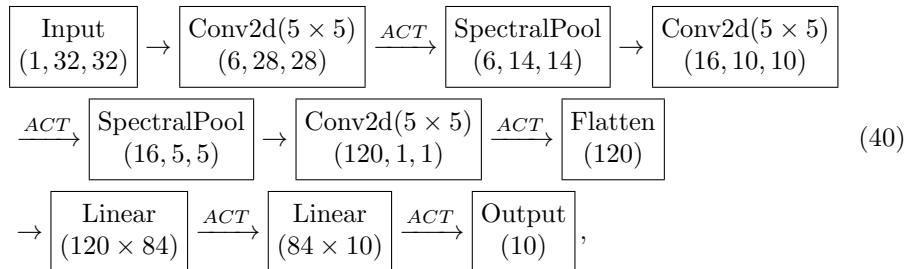 Input → Conv2d(5 × 5) ACT→ SpectralPool → Conv2d(5 × 5)
(1, 32, 32) (6, 28, 28) (6, 14, 14) (16, 10, 10)
ACT→ SpectralPool → Conv2d(5 × 5) ACT→ Flatten (40)
(16, 5, 5) (120, 1, 1) (120)
→ Linear ACT→ Linear ACT→ Output
(120 × 84) (84 × 10) (10) ,